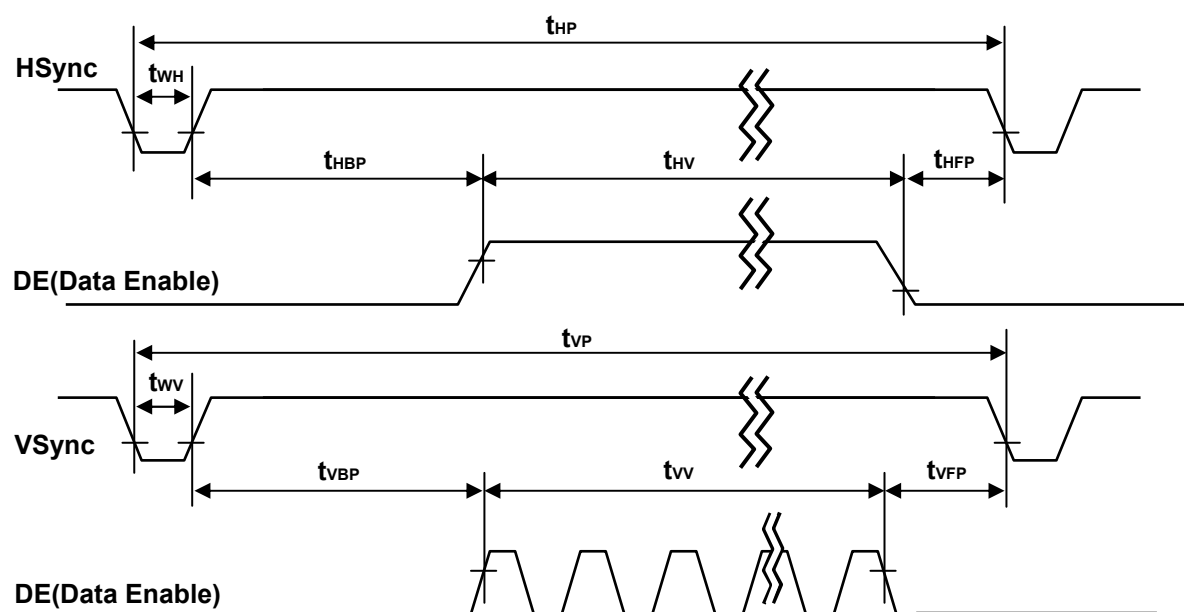 tHP
HSync
tWH
tHBP
tHV
tHFP
DE(Data Enable)
tVP
tWV
VSync
tVBP
tVV
tVFP
DE(Data Enable)